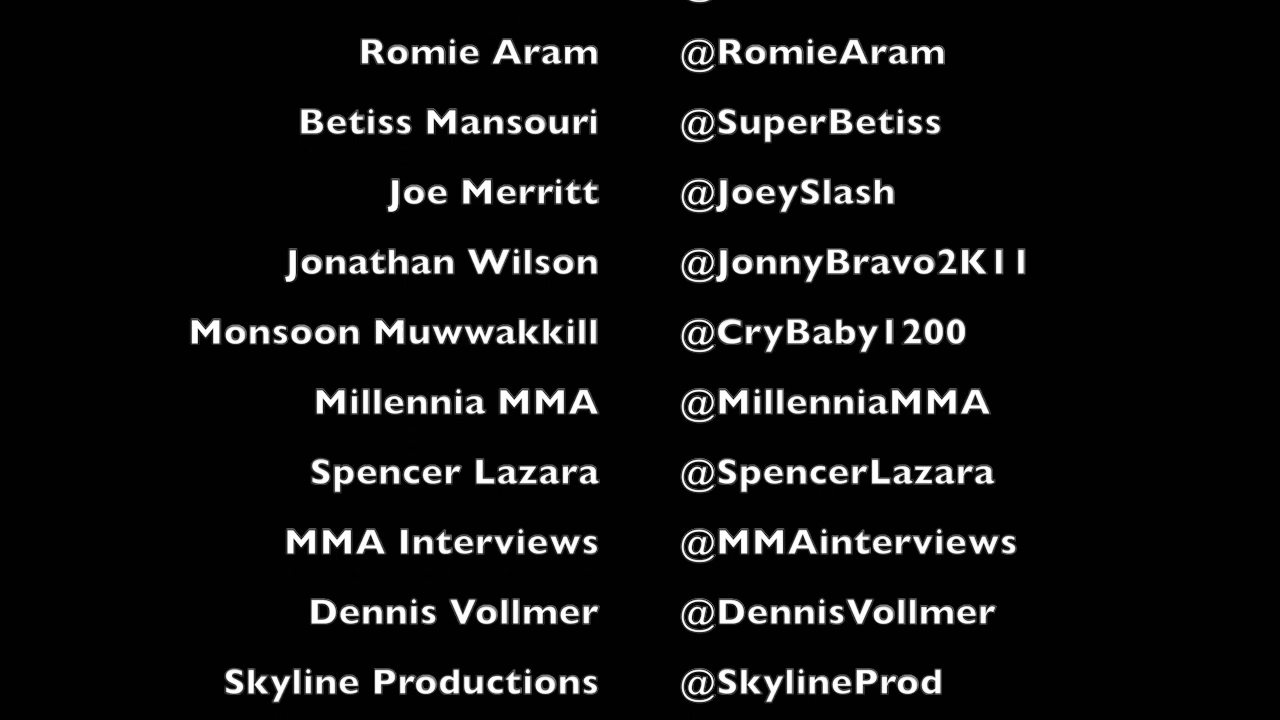 Romie Aram @RomieAram
Betiss Mansouri @SuperBetiss
Joe Merritt @JoeySlash
Jonathan Wilson @JonnyBravo2K11
Monsoon Muwwakkill @CryBaby1200
Millennia MMA @MillenniaMMA
Spencer Lazara @SpencerLazara
MMA Interviews @MMAinterviews
Dennis Vollmer @DennisVollmer
Skyline Productions @SkylineProd